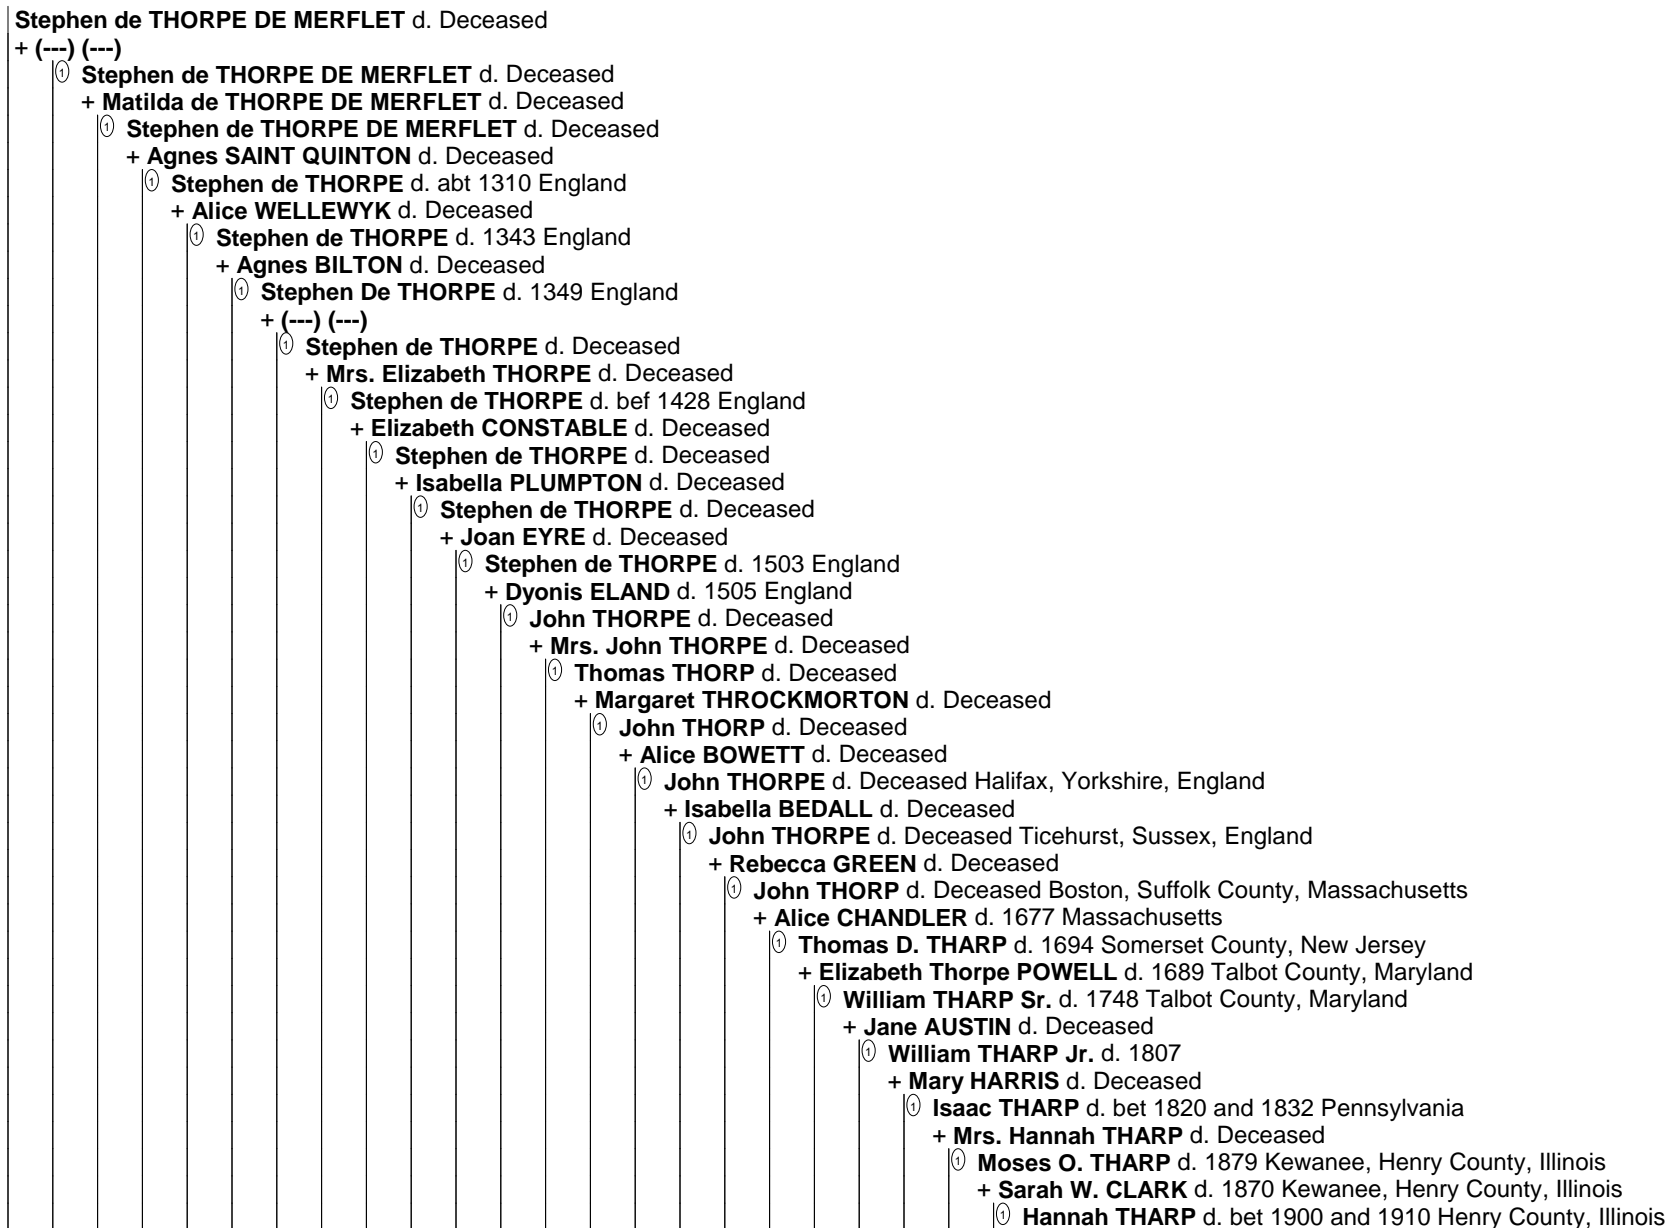 Stephen de THORPE DE MERFLET d. Deceased
+ (---) (---)
① Stephen de THORPE DE MERFLET d. Deceased
+ Matilda de THORPE DE MERFLET d. Deceased
① Stephen de THORPE DE MERFLET d. Deceased
+ Agnes SAINT QUINTON d. Deceased
① Stephen de THORPE d. abt 1310 England
+ Alice WELLEWYK d. Deceased
① Stephen de THORPE d. 1343 England
+ Agnes BILTON d. Deceased
① Stephen De THORPE d. 1349 England
+ (---) (---)
① Stephen de THORPE d. Deceased
+ Mrs. Elizabeth THORPE d. Deceased
① Stephen de THORPE d. bef 1428 England
+ Elizabeth CONSTABLE d. Deceased
① Stephen de THORPE d. Deceased
+ Isabella PLUMPTON d. Deceased
① Stephen de THORPE d. Deceased
+ Joan EYRE d. Deceased
① Stephen de THORPE d. 1503 England
+ Dyonis ELAND d. 1505 England
① John THORPE d. Deceased
+ Mrs. John THORPE d. Deceased
① Thomas THORP d. Deceased
+ Margaret THROCKMORTON d. Deceased
① John THORP d. Deceased
+ Alice BOWETT d. Deceased
① John THORPE d. Deceased Halifax, Yorkshire, England
+ Isabella BEDALL d. Deceased
① John THORPE d. Deceased Ticehurst, Sussex, England
+ Rebecca GREEN d. Deceased
① John THORP d. Deceased Boston, Suffolk County, Massachusetts
+ Alice CHANDLER d. 1677 Massachusetts
① Thomas D. THARP d. 1694 Somerset County, New Jersey
+ Elizabeth Thorpe POWELL d. 1689 Talbot County, Maryland
① William THARP Sr. d. 1748 Talbot County, Maryland
+ Jane AUSTIN d. Deceased
① William THARP Jr. d. 1807
+ Mary HARRIS d. Deceased
① Isaac THARP d. bet 1820 and 1832 Pennsylvania
+ Mrs. Hannah THARP d. Deceased
① Moses O. THARP d. 1879 Kewanee, Henry County, Illinois
+ Sarah W. CLARK d. 1870 Kewanee, Henry County, Illinois
① Hannah THARP d. bet 1900 and 1910 Henry County, Illinois